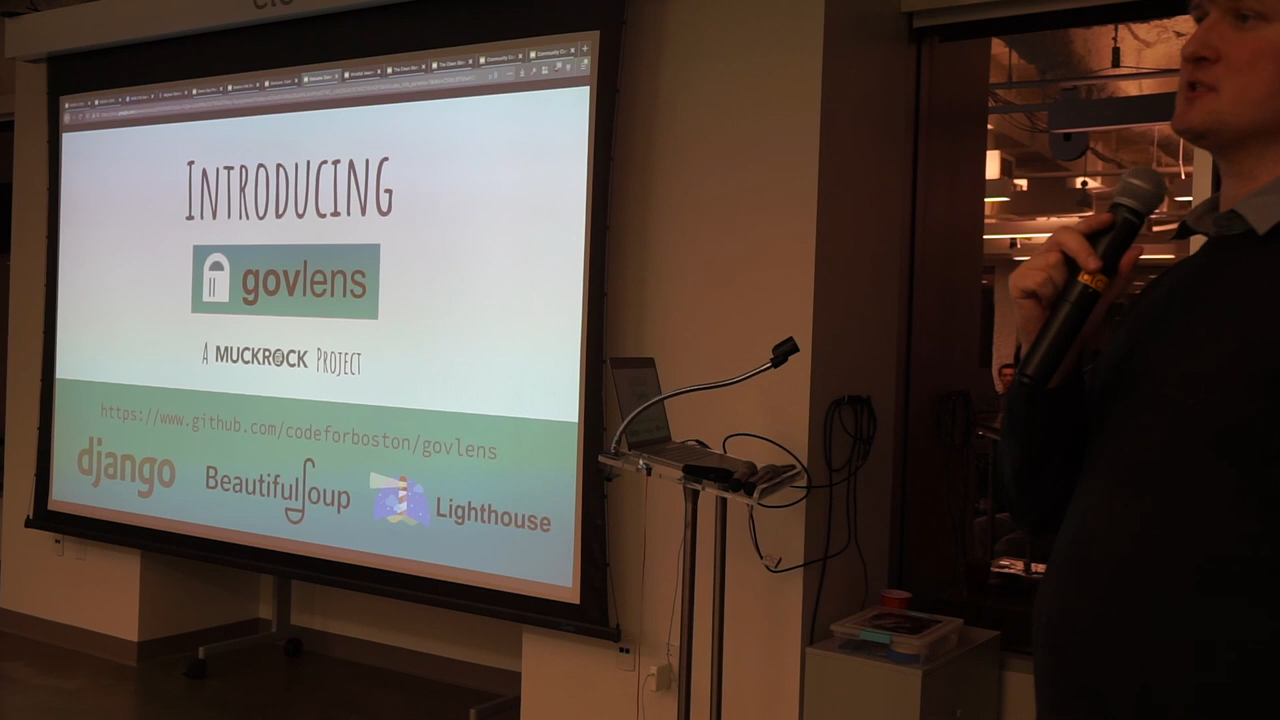 INTRODUCING
govlens
A MUCKROCK PROJECT
https://www.github.com/codeforboston/govlens
django
BeautifulSoup
Lighthouse